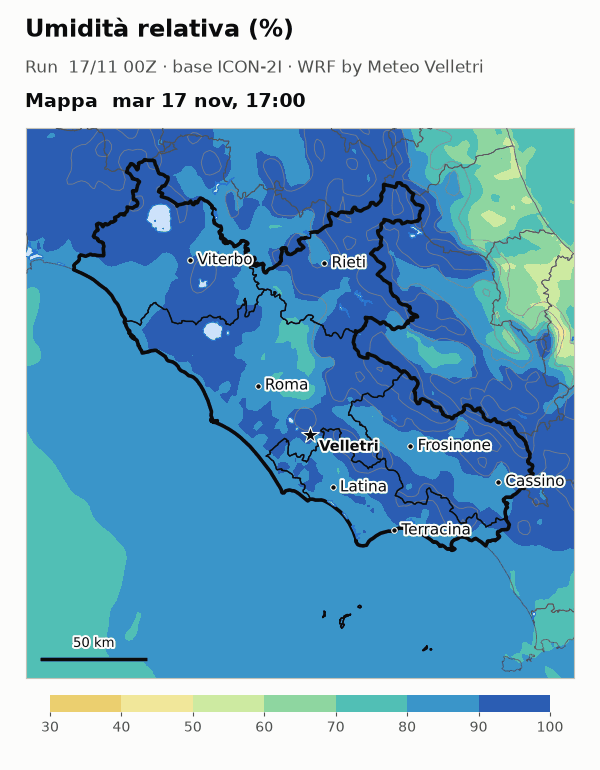 Umidità relativa (%)
Run  17/11 00Z · base ICON-2I · WRF by Meteo Velletri
Mappa  mar 17 nov, 17:00
Viterbo
Rieti
Roma
Velletri
Frosinone
Cassino
Latina
Terracina
50 km
30 40 50 60 70 80 90 100